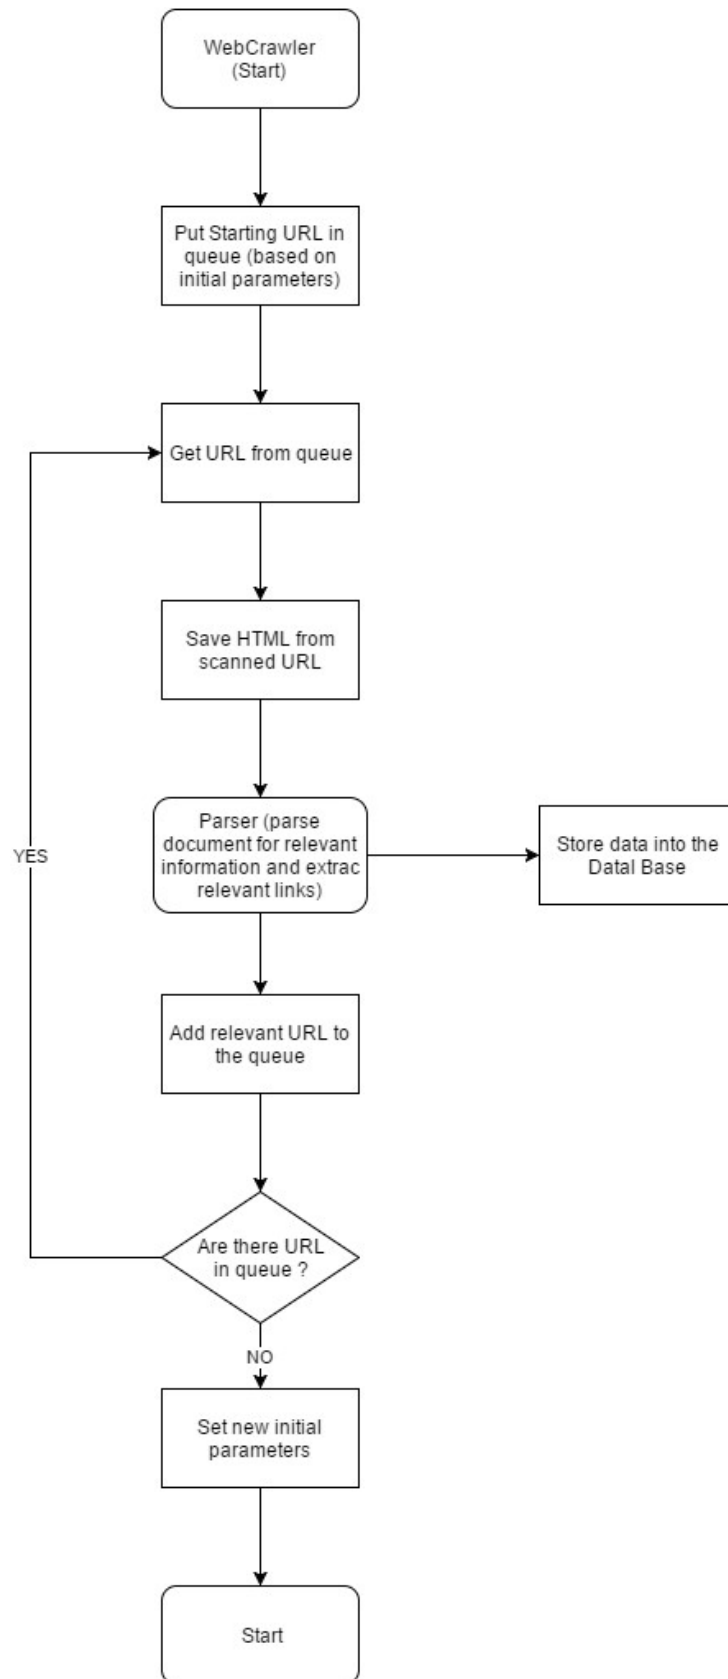 WebCrawler
(Start)
Put Starting URL in
queue (based on
initial parameters)
Get URL from queue
Save HTML from
scanned URL
Parser (parse
document for relevant
information and extrac
relevant links)
Store data into the
Datal Base
YES
Add relevant URL to
the queue
Are there URL
in queue ?
NO
Set new initial
parameters
Start